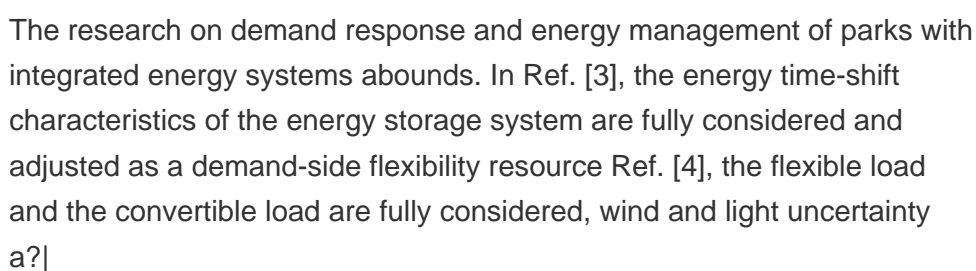 The research on demand response and energy management of parks with
integrated energy systems abounds. In Ref. [3], the energy time-shift
characteristics of the energy storage system are fully considered and
adjusted as a demand-side flexibility resource Ref. [4], the flexible load
and the convertible load are fully considered, wind and light uncertainty
a?|